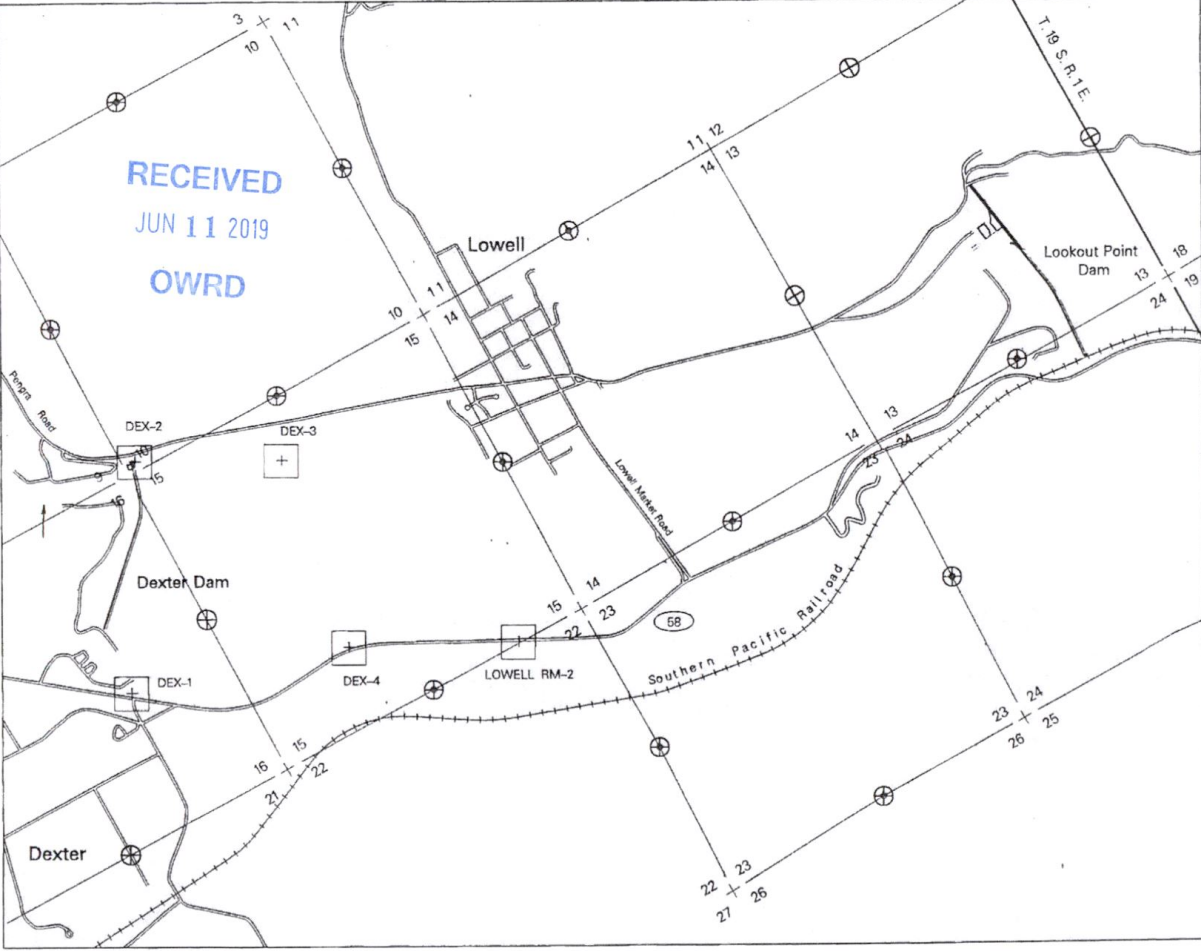 3 11
10
T.19 S.R.1 E.
11 12
14 13
RECEIVED
JUN 11 2019
OWRD
Lowell
Lookout Point
Dam
13 18
24 19
10 11
15 14
Pengra Road
DEX-2
DEX-3
10
9 15
16
14 13
23 24
Lowell Market Road
Dexter Dam
15 14
22 23
58
Southern Pacific Railroad
DEX-1
DEX-4
LOWELL RM-2
16 15
21 22
23 24
26 25
Dexter
22 23
27 26